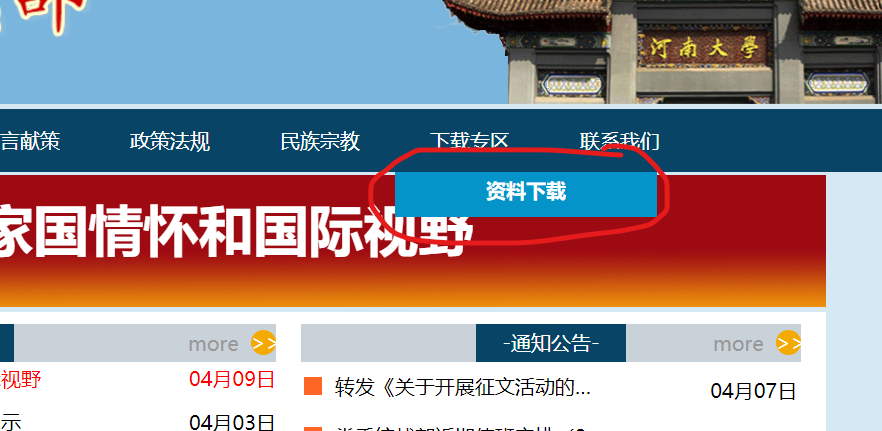 河南大學
言献策 政策法规 民族宗教 下载专区 联系我们
资料下载
家国情怀和国际视野
more >>
-通知公告- more >>
视野 04月09日
转发《关于开展征文活动的... 04月07日
示 04月03日